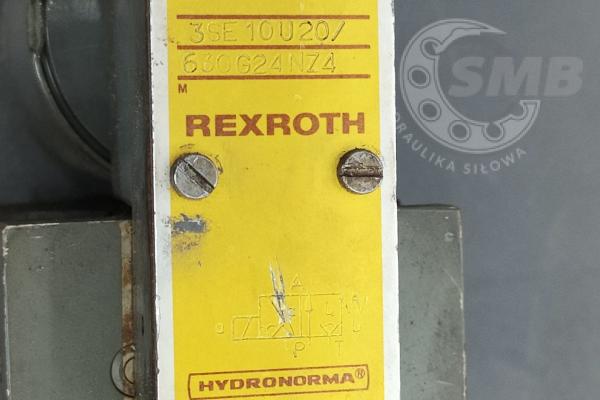 3SE 10U20/
630G24NZ4
M
REXROTH
A
a
P T
HYDRONORMA®
SMB
HYDRAULIKA SIŁOWA